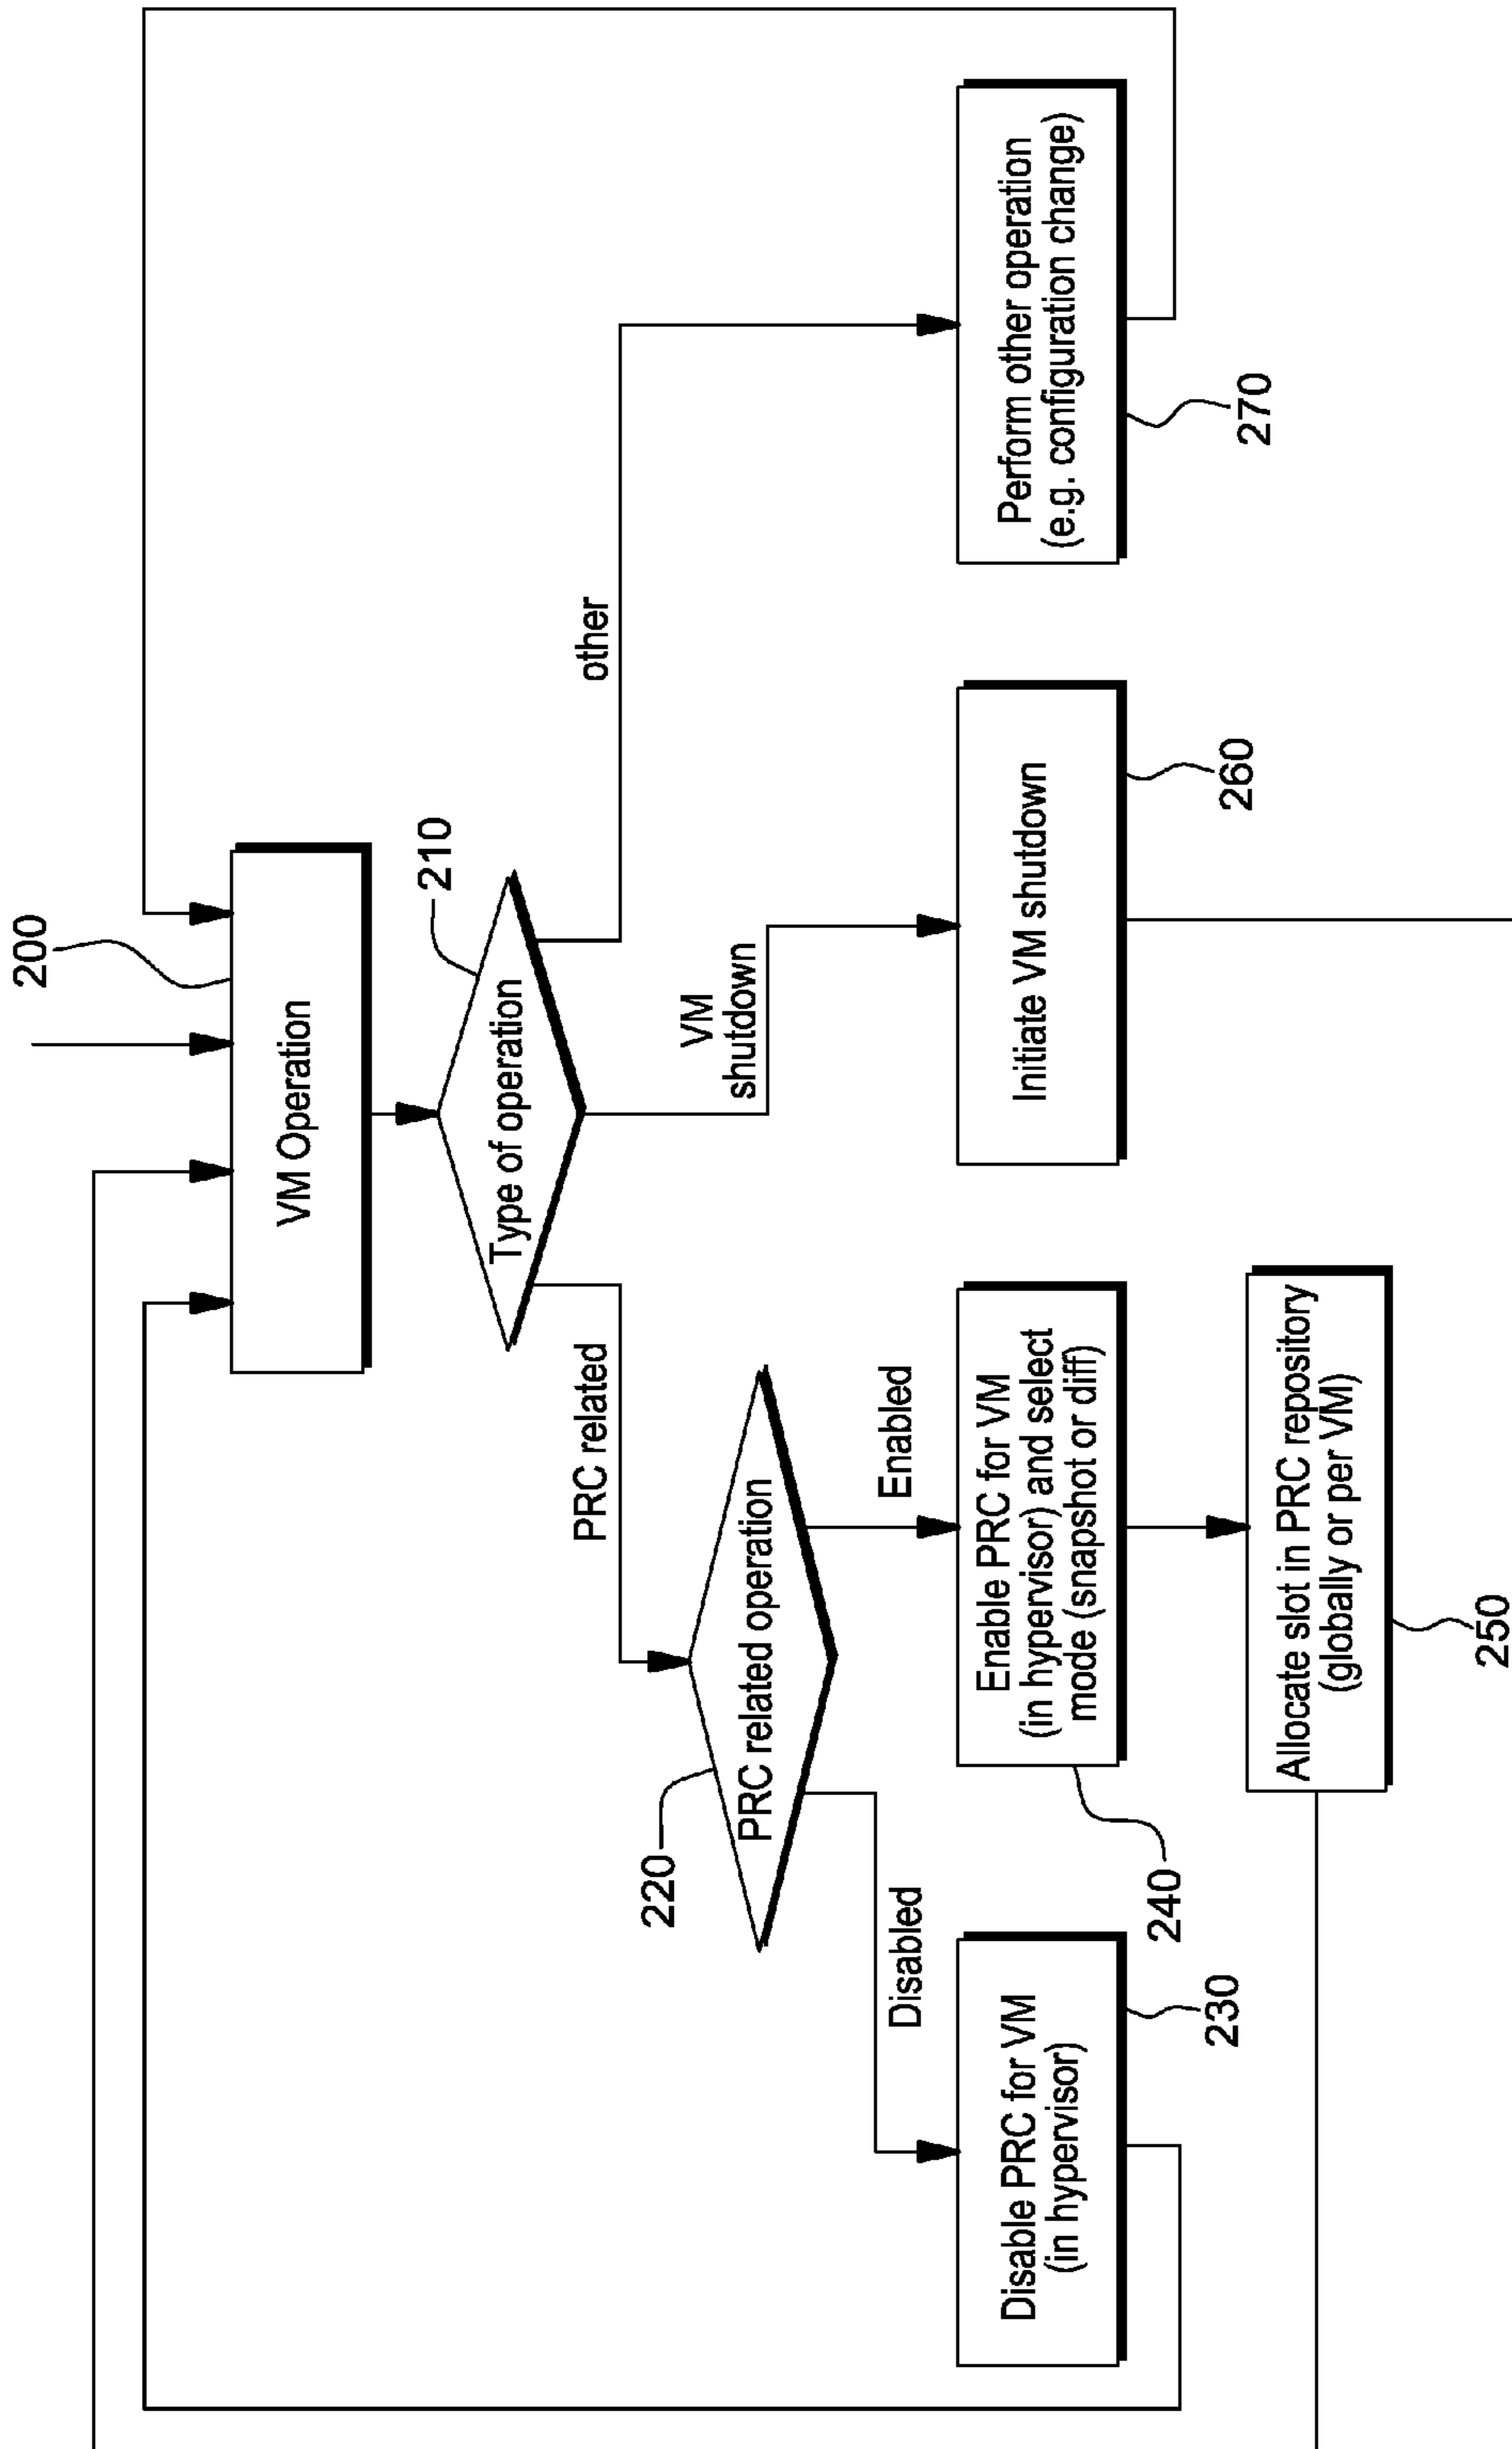 200
VM Operation
210
Type of operation
PRC related
VM
shutdown
other
220
PRC related operation
Disabled
Enabled
Disable PRC for VM
(in hypervisor)
230
Enable PRC for VM
(in hypervisor) and select
mode (snapshot or diff)
240
Initiate VM shutdown
260
Perform other operation
(e.g. configuration change)
270
Allocate slot in PRC repository
(globally or per VM)
250